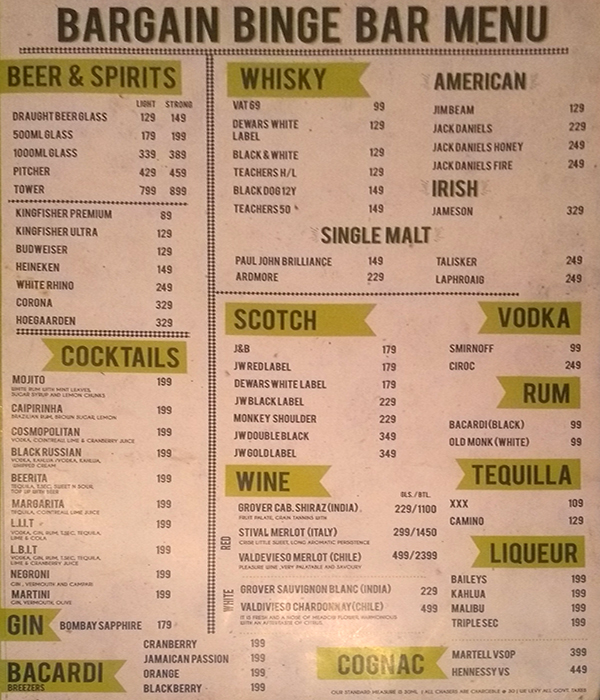 BARGAIN BINGE BAR MENU
BEER & SPIRITS
LIGHT STRONG
DRAUGHT BEER GLASS 129 149
500ML GLASS 179 199
1000ML GLASS 339 389
PITCHER 429 459
TOWER 799 899
KINGFISHER PREMIUM 89
KINGFISHER ULTRA 129
BUDWEISER 129
HEINEKEN 149
WHITE RHINO 249
CORONA 329
HOEGAARDEN 329
COCKTAILS
MOJITO 199
WHITE RUM WITH MINT LEAVES,
SUGAR SYRUP AND LEMON CHUNKS
CAIPIRINHA 199
BRAZILIAN RUM, BROWN SUGAR, LEMON
COSMOPOLITAN 199
VODKA, COINTREAU, LIME & CRANBERRY JUICE
BLACK RUSSIAN 199
VODKA, KAHLUA /VODKA, KAHLUA,
WHIPPED CREAM
BEERITA 199
TEQUILA, T.SEC, SWEET N SOUR,
TOP UP WITH BEER
MARGARITA 199
TEQUILA, COINTREAU, LIME JUICE
L.I.I.T 199
VODKA, GIN, RUM, T.SEC, TEQUILA,
LIME & COLA
L.B.I.T 199
VODKA, GIN, RUM, T.SEC, TEQUILA,
LIME & CRANBERRY JUICE
NEGRONI 199
GIN, VERMOUTH AND CAMPARI
MARTINI 199
GIN, VERMOUTH, OLIVE
GIN BOMBAY SAPPHIRE 179
BACARDI
BREEZERS
CRANBERRY 199
JAMAICAN PASSION 199
ORANGE 199
BLACKBERRY 199
WHISKY
VAT 69 99
DEWARS WHITE
LABEL 129
BLACK & WHITE 129
TEACHERS H/L 129
BLACK DOG 12Y 149
TEACHERS 50 149
AMERICAN
JIM BEAM 129
JACK DANIELS 229
JACK DANIELS HONEY 249
JACK DANIELS FIRE 249
IRISH
JAMESON 329
SINGLE MALT
PAUL JOHN BRILLIANCE 149
ARDMORE 229
TALISKER 249
LAPHROAIG 249
SCOTCH
J&B 179
JW RED LABEL 179
DEWARS WHITE LABEL 179
JW BLACK LABEL 229
MONKEY SHOULDER 229
JW DOUBLE BLACK 349
JW GOLD LABEL 349
VODKA
SMIRNOFF 99
CIROC 249
RUM
BACARDI (BLACK) 99
OLD MONK (WHITE) 99
WINE
GLS./BTL.
RED
GROVER CAB. SHIRAZ (INDIA) 229/1100
FRUIT PALATE, GRAIN TANNING WITH
STIVAL MERLOT (ITALY) 299/1450
LONG AROMATIC PERSISTENCE
VALDEVIESO MERLOT (CHILE) 499/2399
PLEASURE WINE ,VERY PALATABLE AND SAVOURY
WHITE
GROVER SAUVIGNON BLANC (INDIA) 229
VALDIVIESO CHARDONNAY (CHILE) 499
IT IS FRESH AND A NOSE OF MEADOW FLOWER, HARMONIOUS
WITH AN AFTERTASTE OF CITRUS.
TEQUILLA
XXX 109
CAMINO 129
LIQUEUR
BAILEYS 199
KAHLUA 199
MALIBU 199
TRIPLE SEC 199
COGNAC
MARTELL VSOP 399
HENNESSY VS 449
OUR STANDARD MEASURE IS 30ML | ALL CHARGES ARE CHARGEABLE @ 30 | WE LEVY ALL GOVT. TAXES